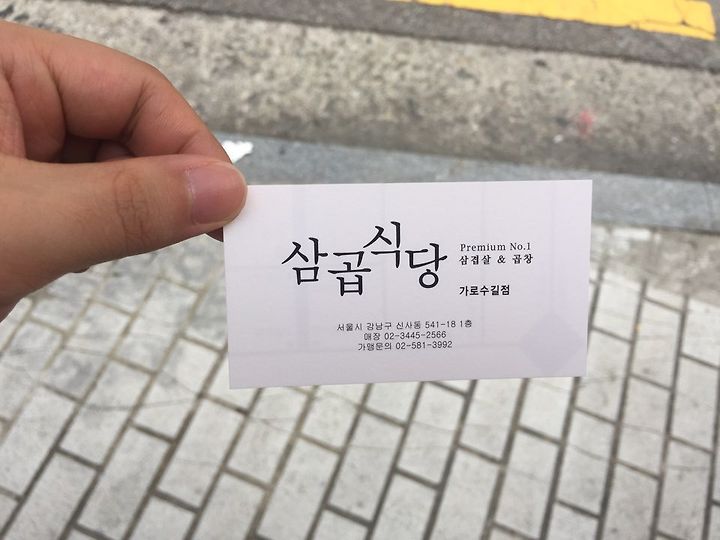 삼곱식당
Premium No.1
삼겹살 & 곱창
가로수길점
서울시 강남구 신사동 541-18 1층
매장 02-3445-2566
가맹문의 02-581-3992